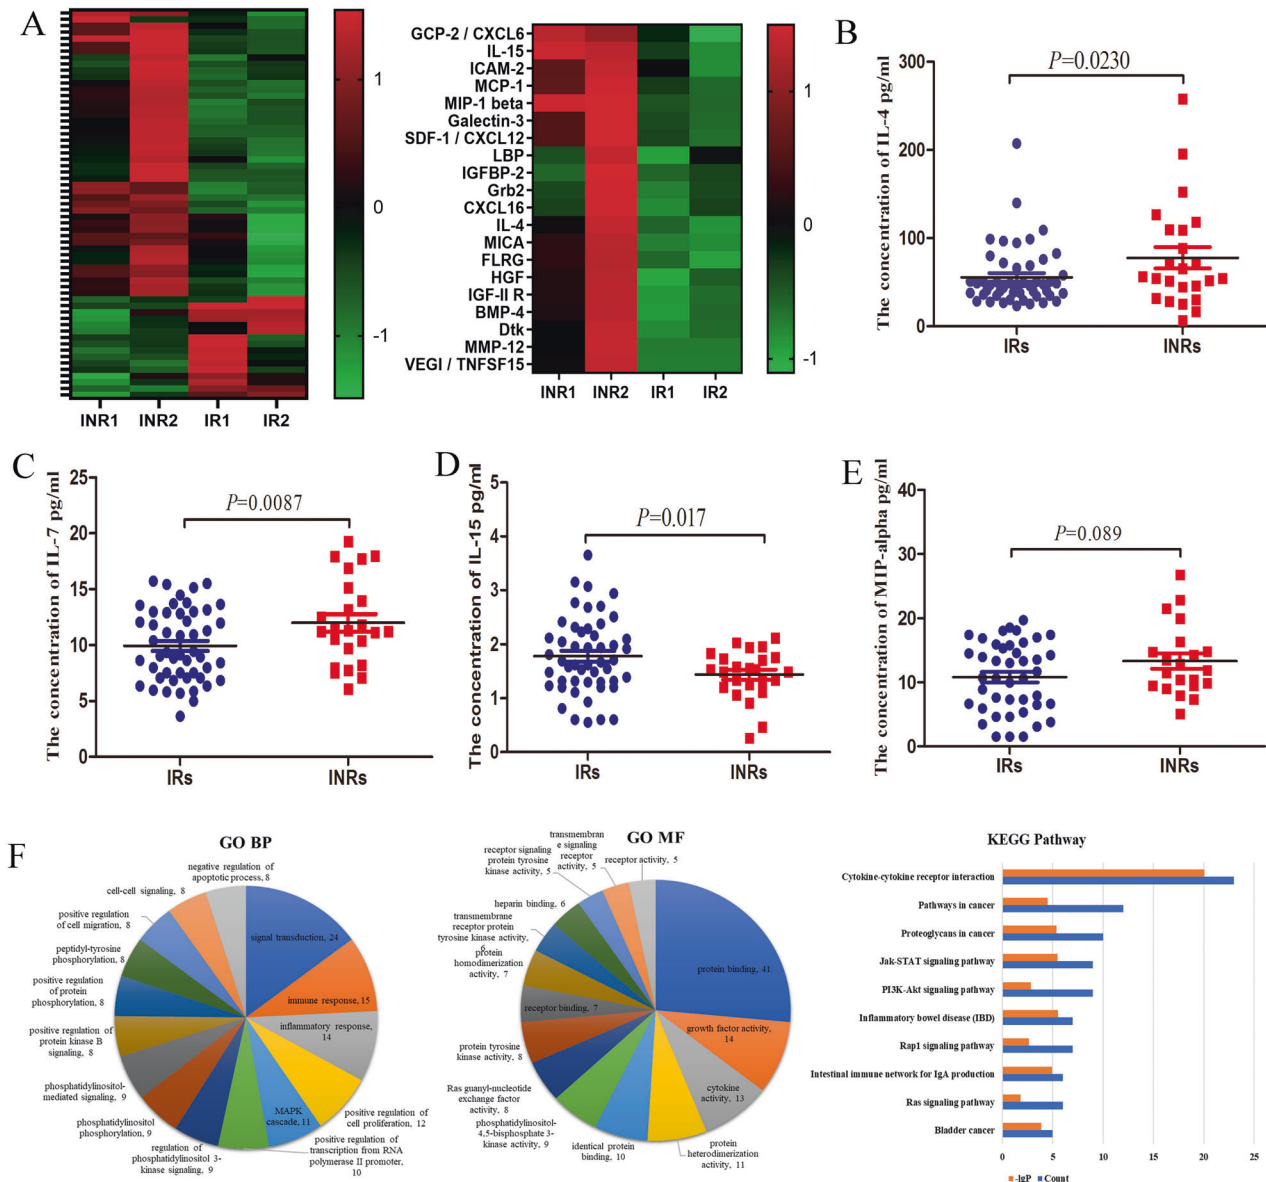 A
1
0
-1
INR1 INR2 IR1 IR2
GCP-2 / CXCL6
IL-15
ICAM-2
MCP-1
MIP-1 beta
Galectin-3
SDF-1 / CXCL12
LBP
IGFBP-2
Grb2
CXCL16
IL-4
MICA
FLRG
HGF
IGF-II R
BMP-4
Dtk
MMP-12
VEGI / TNFSF15
1
0
-1
INR1 INR2 IR1 IR2
B
The concentration of IL-4 pg/ml
300
200
100
0
P=0.0230
IRs INRs
C
The concentration of IL-7 pg/ml
25
20
15
10
5
0
P=0.0087
IRs INRs
D
The concentration of IL-15 pg/ml
5
4
3
2
1
0
P=0.017
IRs INRs
E
The concentration of MIP-alpha pg/ml
40
30
20
10
0
P=0.089
IRs INRs
F
GO BP
signal transduction, 24
immune response, 15
inflammatory response,
14
positive regulation of
cell proliferation, 12
MAPK
cascade, 11
positive regulation of
transcription from RNA
polymerase II promoter,
10
regulation of
phosphatidylinositol 3-
kinase signaling, 9
phosphatidylinositol
phosphorylation, 9
phosphatidylinositol-
mediated signaling, 9
positive regulation of
protein kinase B
signaling, 8
positive regulation
of protein
phosphorylation, 8
peptidyl-tyrosine
phosphorylation, 8
positive regulation
of cell migration, 8
cell-cell signaling, 8
negative regulation of
apoptotic process, 8
GO MF
protein binding, 41
growth factor activity,
14
cytokine
activity, 13
protein
heterodimerization
activity, 11
identical protein
binding, 10
phosphatidylinositol-
4,5-bisphosphate 3-
kinase activity, 9
Ras guanyl-nucleotide
exchange factor
activity, 8
protein tyrosine
kinase activity, 8
receptor binding, 7
protein
homodimerization
activity, 7
transmembrane
receptor protein
tyrosine kinase activity,
6
heparin binding, 6
receptor signaling
protein tyrosine
kinase activity, 5
transmembran
e signaling
receptor
activity, 5
receptor activity, 5
KEGG Pathway
Cytokine-cytokine receptor interaction
Pathways in cancer
Proteoglycans in cancer
Jak-STAT signaling pathway
PI3K-Akt signaling pathway
Inflammatory bowel disease (IBD)
Rap1 signaling pathway
Intestinal immune network for IgA production
Ras signaling pathway
Bladder cancer
0 5 10 15 20 25
-lgP Count